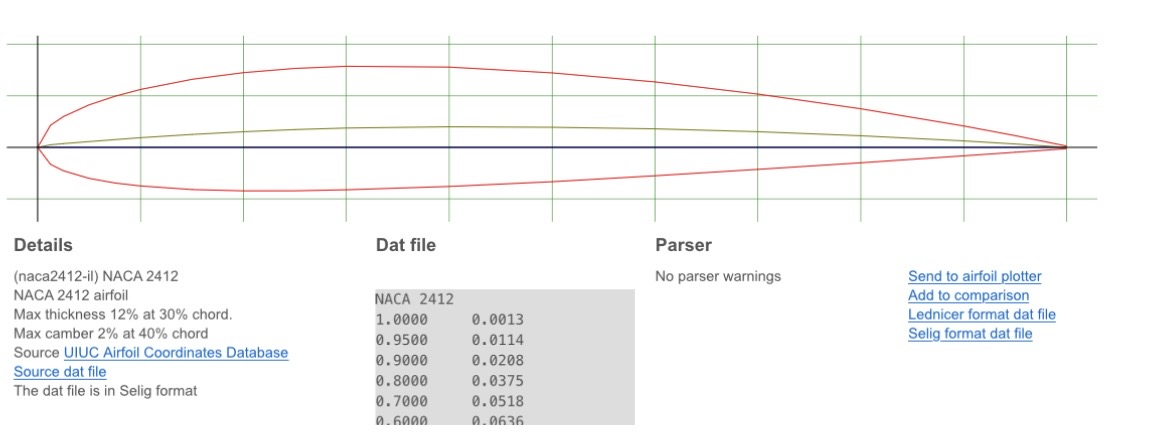 Details
(naca2412-il) NACA 2412
NACA 2412 airfoil
Max thickness 12% at 30% chord.
Max camber 2% at 40% chord
Source UIUC Airfoil Coordinates Database
Source dat file
The dat file is in Selig format
Dat file
NACA 2412
1.0000 0.0013
0.9500 0.0114
0.9000 0.0208
0.8000 0.0375
0.7000 0.0518
0.6000 0.0636
Parser
No parser warnings
Send to airfoil plotter
Add to comparison
Lednicer format dat file
Selig format dat file